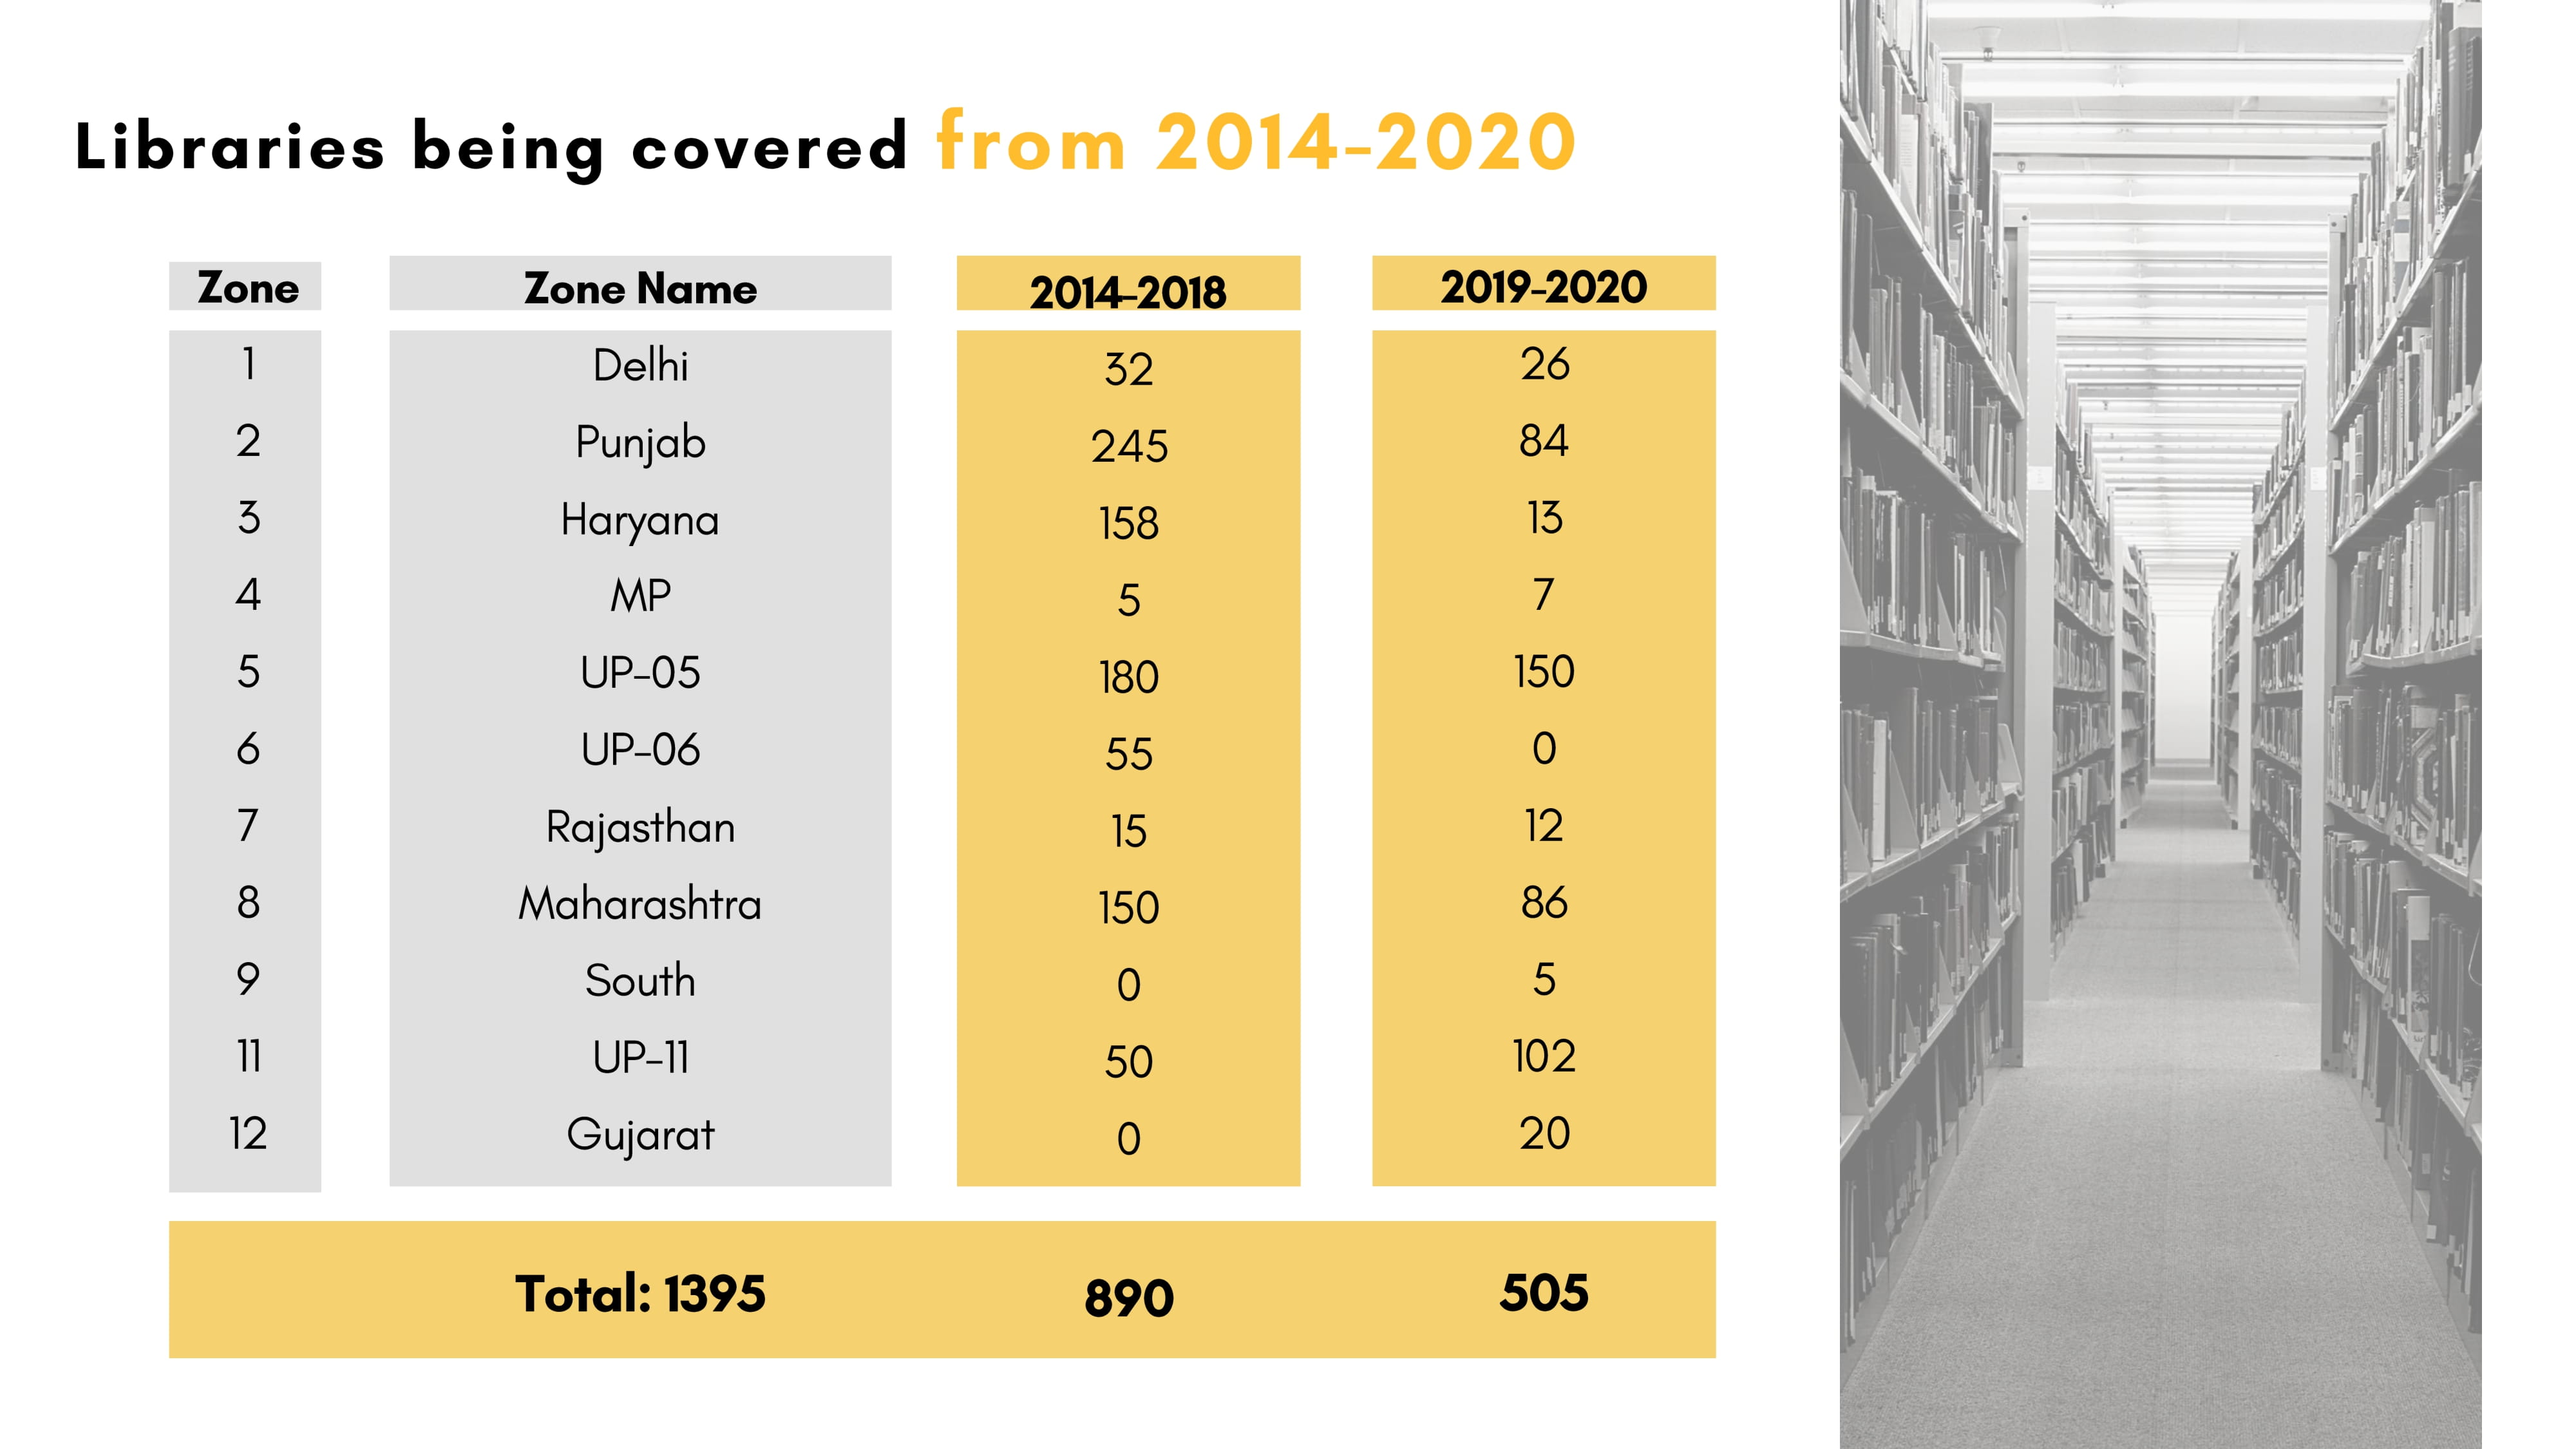 Libraries being covered from 2014-2020
Zone Zone Name 2014-2018 2019-2020
1 Delhi 32 26
2 Punjab 245 84
3 Haryana 158 13
4 MP 5 7
5 UP-05 180 150
6 UP-06 55 0
7 Rajasthan 15 12
8 Maharashtra 150 86
9 South 0 5
11 UP-11 50 102
12 Gujarat 0 20
Total: 1395 890 505